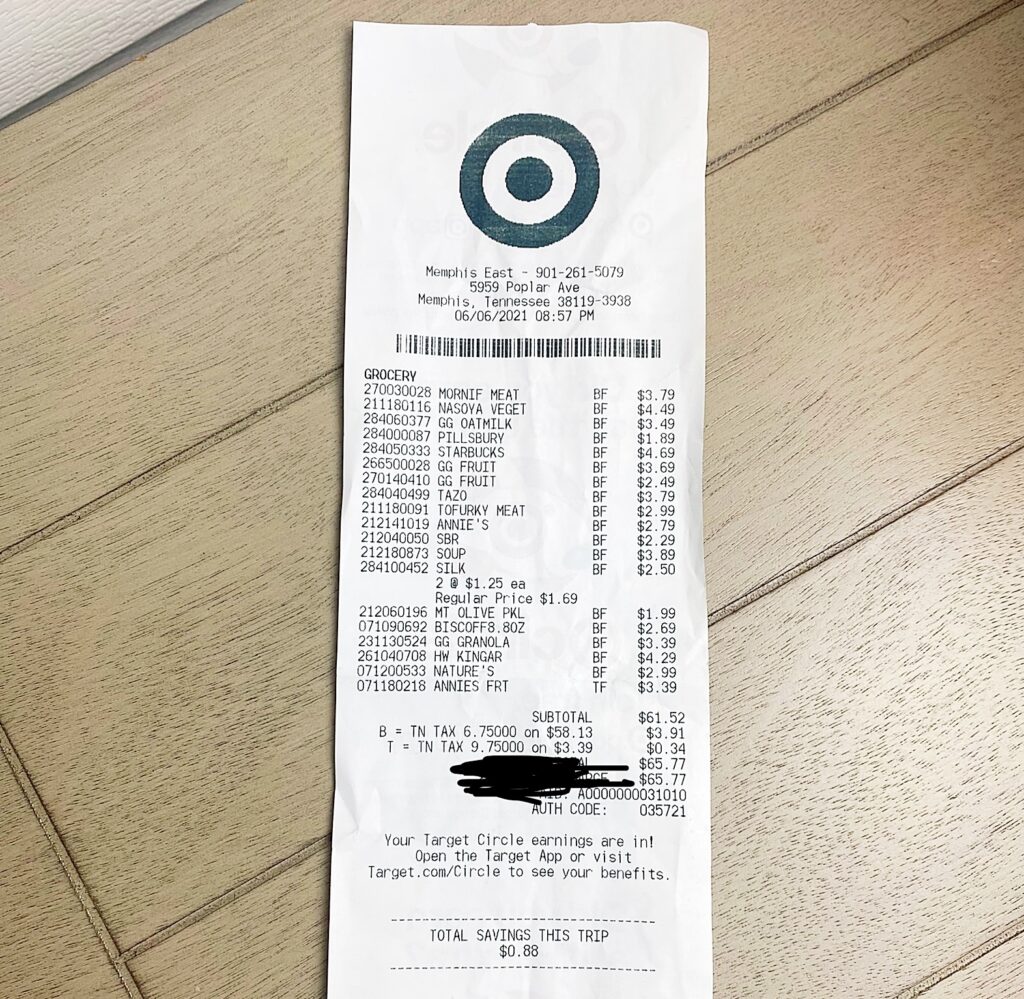 Memphis East - 901-261-5079
5959 Poplar Ave
Memphis, Tennessee 38119-3938
06/06/2021 08:57 PM
GROCERY
270030028 MORNIF MEAT BF $3.79
211180116 NASOYA VEGET BF $4.49
284060377 GG OATMILK BF $3.49
284000087 PILLSBURY BF $1.89
284050333 STARBUCKS BF $4.69
266500028 GG FRUIT BF $3.69
270140410 GG FRUIT BF $2.49
284040499 TAZO BF $3.79
211180091 TOFURKY MEAT BF $2.99
212141019 ANNIE'S BF $2.79
212040050 SBR BF $2.29
212180873 SOUP BF $3.89
284100452 SILK BF $2.50
2 @ $1.25 ea
Regular Price $1.69
212060196 MT OLIVE PKL BF $1.99
071090692 BISCOFF8.8OZ BF $2.69
231130524 GG GRANOLA BF $3.39
261040708 HW KINGAR BF $4.29
071200533 NATURE'S BF $2.99
071180218 ANNIES FRT TF $3.39
SUBTOTAL $61.52
B = TN TAX 6.75000 on $58.13 $3.91
T = TN TAX 9.75000 on $3.39 $0.34
$65.77
$65.77
A0000000031010
AUTH CODE: 035721
Your Target Circle earnings are in!
Open the Target App or visit
Target.com/Circle to see your benefits.
TOTAL SAVINGS THIS TRIP
$0.88